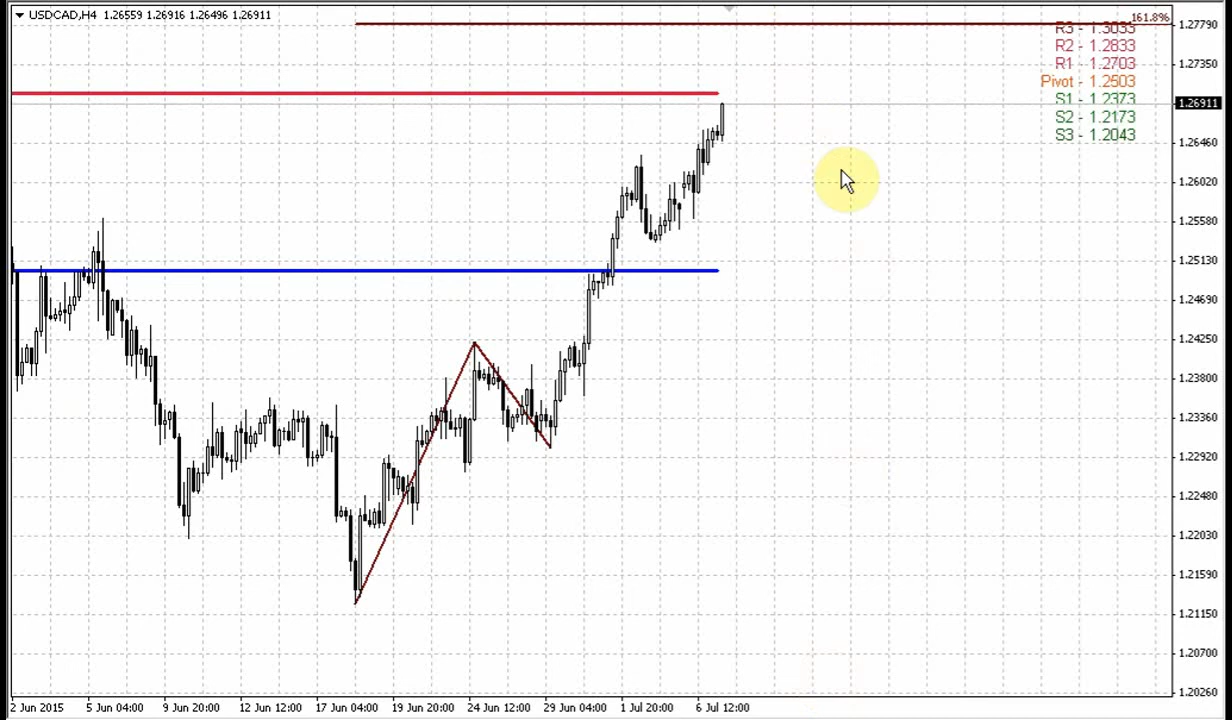 USDCAD,H4 1.26559 1.26916 1.26496 1.26911
161.8%
1.27790
R3 - 1.3033
R2 - 1.2833
R1 - 1.2703
1.27350
Pivot - 1.2503
S1 - 1.2373
1.26911
S2 - 1.2173
S3 - 1.2043
1.26460
1.26020
1.25580
1.25130
1.24690
1.24250
1.23800
1.23360
1.22920
1.22480
1.22030
1.21590
1.21150
1.20700
1.20260
2 Jun 2015 5 Jun 04:00 9 Jun 20:00 12 Jun 12:00 17 Jun 04:00 19 Jun 20:00 24 Jun 12:00 29 Jun 04:00 1 Jul 20:00 6 Jul 12:00